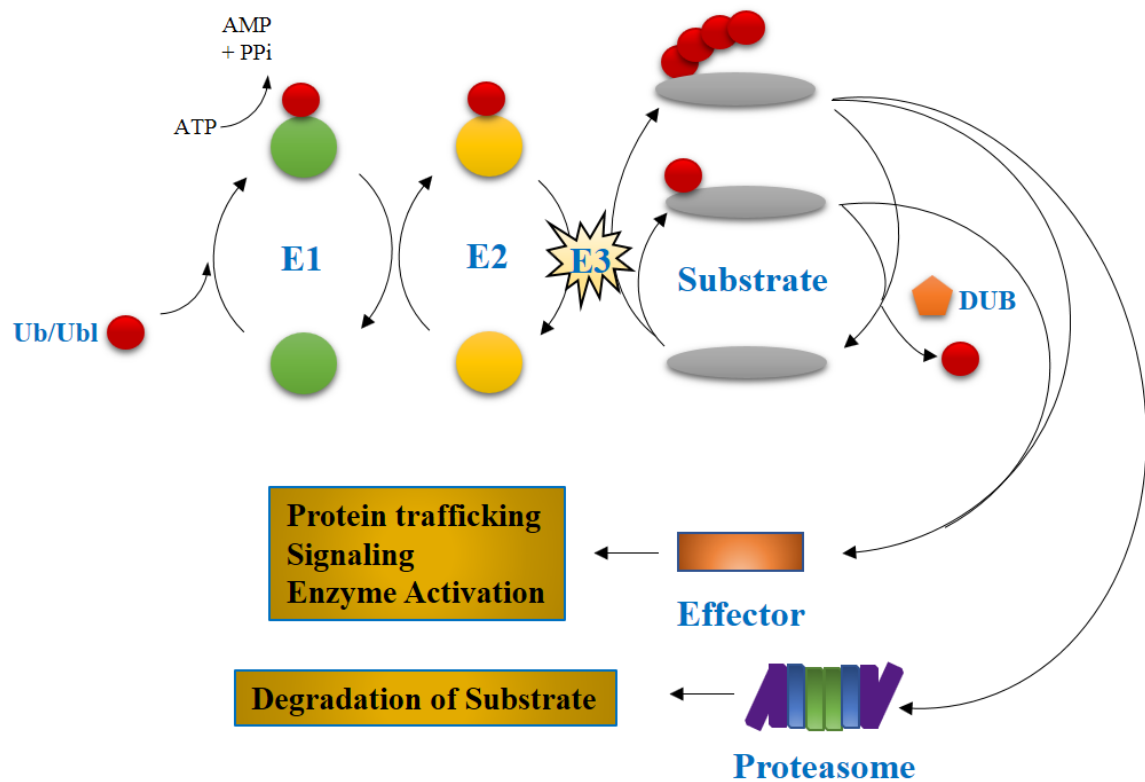 AMP
+ PPi
ATP
E1
E2
E3
Ub/Ubl
Substrate
DUB
Protein trafficking
Signaling
Enzyme Activation
Effector
Degradation of Substrate
Proteasome